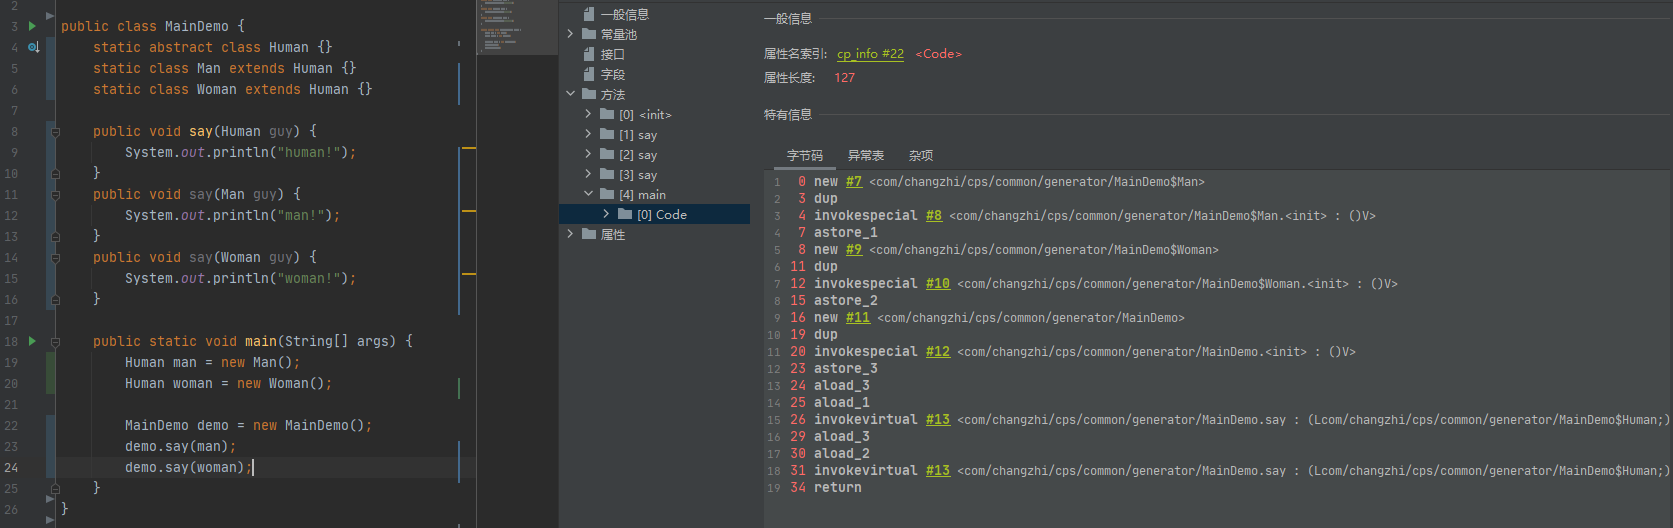 2
3 public class MainDemo {
4 static abstract class Human {}
5 static class Man extends Human {}
6 static class Woman extends Human {}
7
8 public void say(Human guy) {
9 System.out.println("human!");
10 }
11 public void say(Man guy) {
12 System.out.println("man!");
13 }
14 public void say(Woman guy) {
15 System.out.println("woman!");
16 }
17
18 public static void main(String[] args) {
19 Human man = new Man();
20 Human woman = new Woman();
21
22 MainDemo demo = new MainDemo();
23 demo.say(man);
24 demo.say(woman);
25 }
26 }
一般信息
常量池
接口
字段
方法
[0] <init>
[1] say
[2] say
[3] say
[4] main
[0] Code
属性
一般信息
属性名索引: cp_info #22 <Code>
属性长度: 127
特有信息
字节码 异常表 杂项
1 0 new #7 <com/changzhi/cps/common/generator/MainDemo$Man>
2 3 dup
3 4 invokespecial #8 <com/changzhi/cps/common/generator/MainDemo$Man.<init> : ()V>
4 7 astore_1
5 8 new #9 <com/changzhi/cps/common/generator/MainDemo$Woman>
6 11 dup
7 12 invokespecial #10 <com/changzhi/cps/common/generator/MainDemo$Woman.<init> : ()V>
8 15 astore_2
9 16 new #11 <com/changzhi/cps/common/generator/MainDemo>
10 19 dup
11 20 invokespecial #12 <com/changzhi/cps/common/generator/MainDemo.<init> : ()V>
12 23 astore_3
13 24 aload_3
14 25 aload_1
15 26 invokevirtual #13 <com/changzhi/cps/common/generator/MainDemo.say : (Lcom/changzhi/cps/common/generator/MainDemo$Human;)
16 29 aload_3
17 30 aload_2
18 31 invokevirtual #13 <com/changzhi/cps/common/generator/MainDemo.say : (Lcom/changzhi/cps/common/generator/MainDemo$Human;)
19 34 return